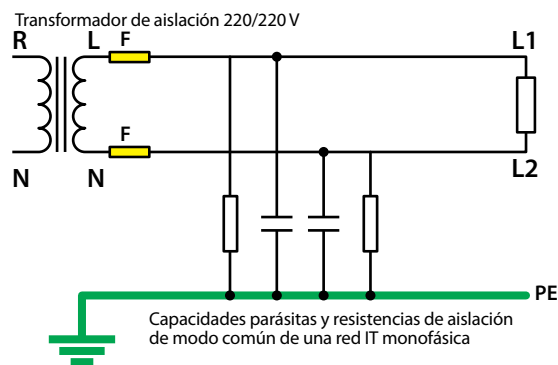 Transformador de aislación 220/220 V
R L F L1
F
N N L2
PE
Capacidades parásitas y resistencias de aislación
de modo común de una red IT monofásica